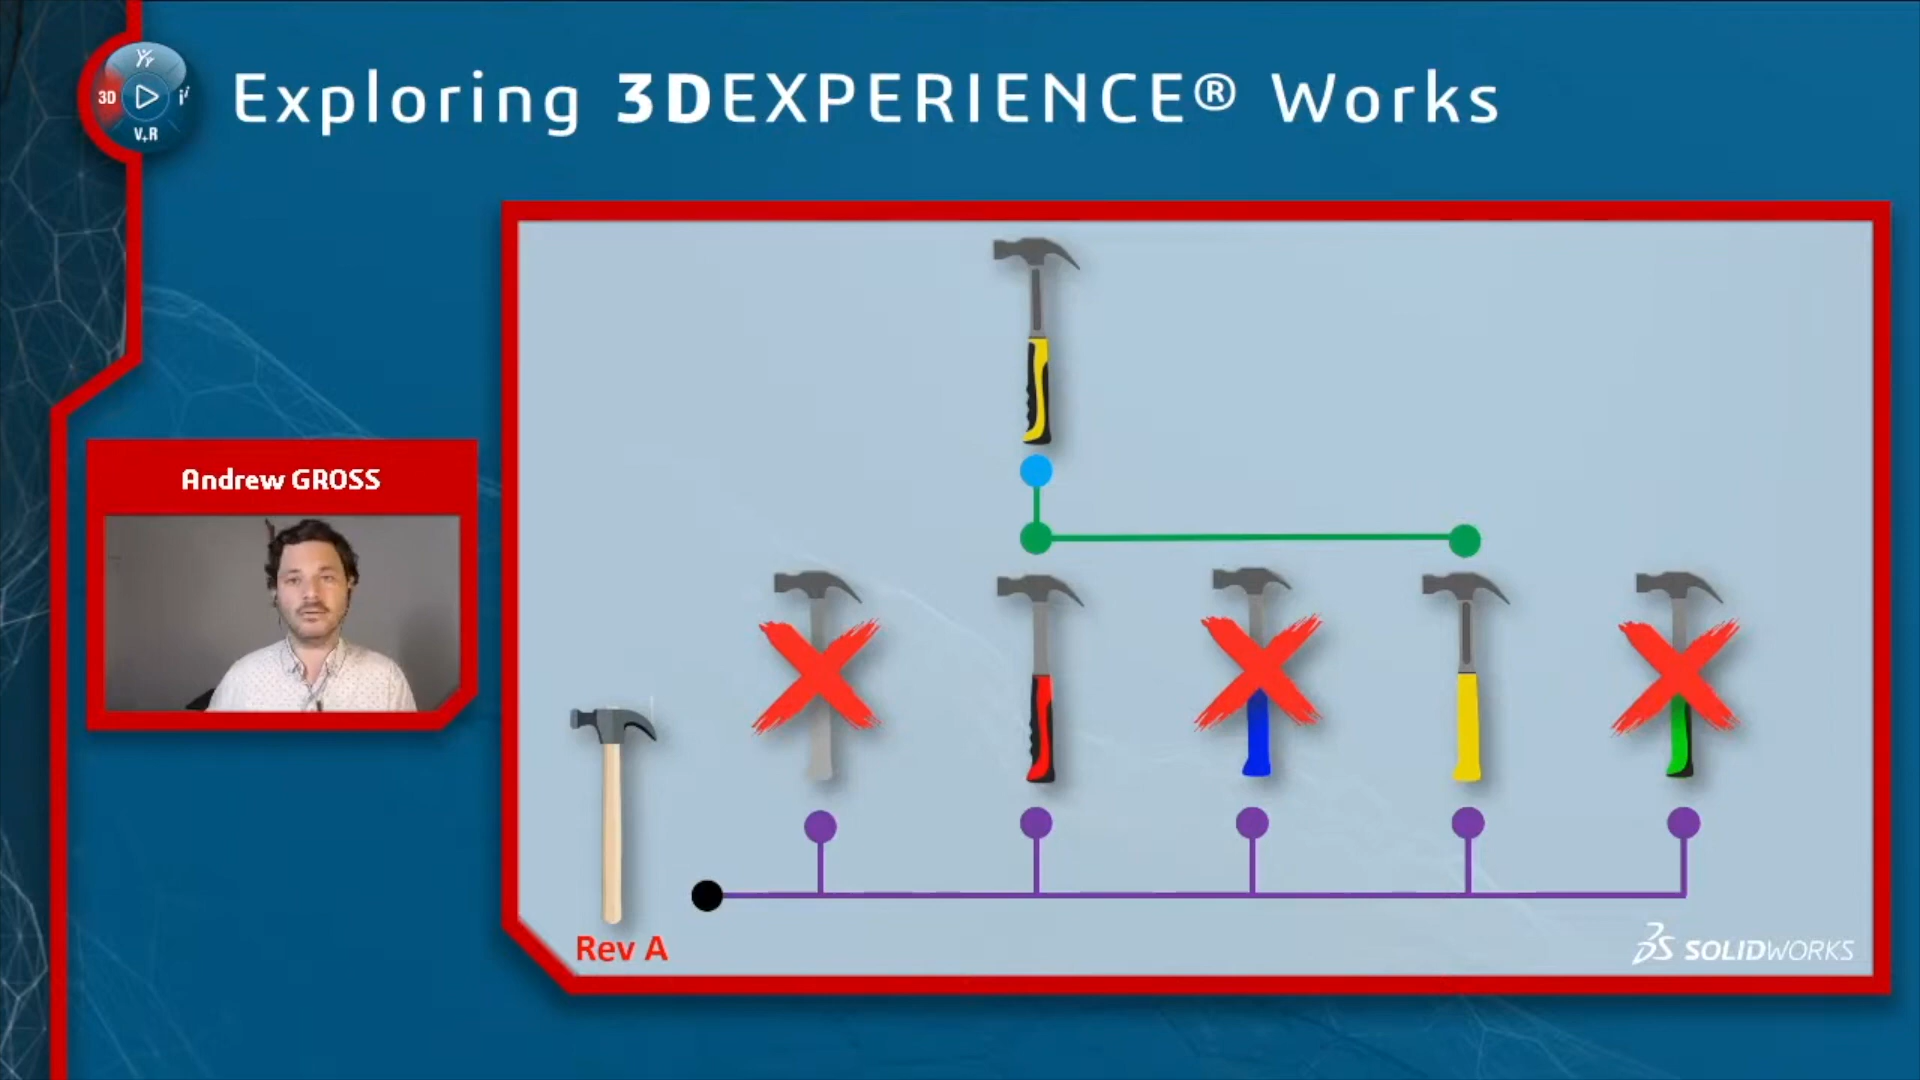 3D
V+R
Exploring 3DEXPERIENCE® Works
Andrew GROSS
Rev A
SOLIDWORKS